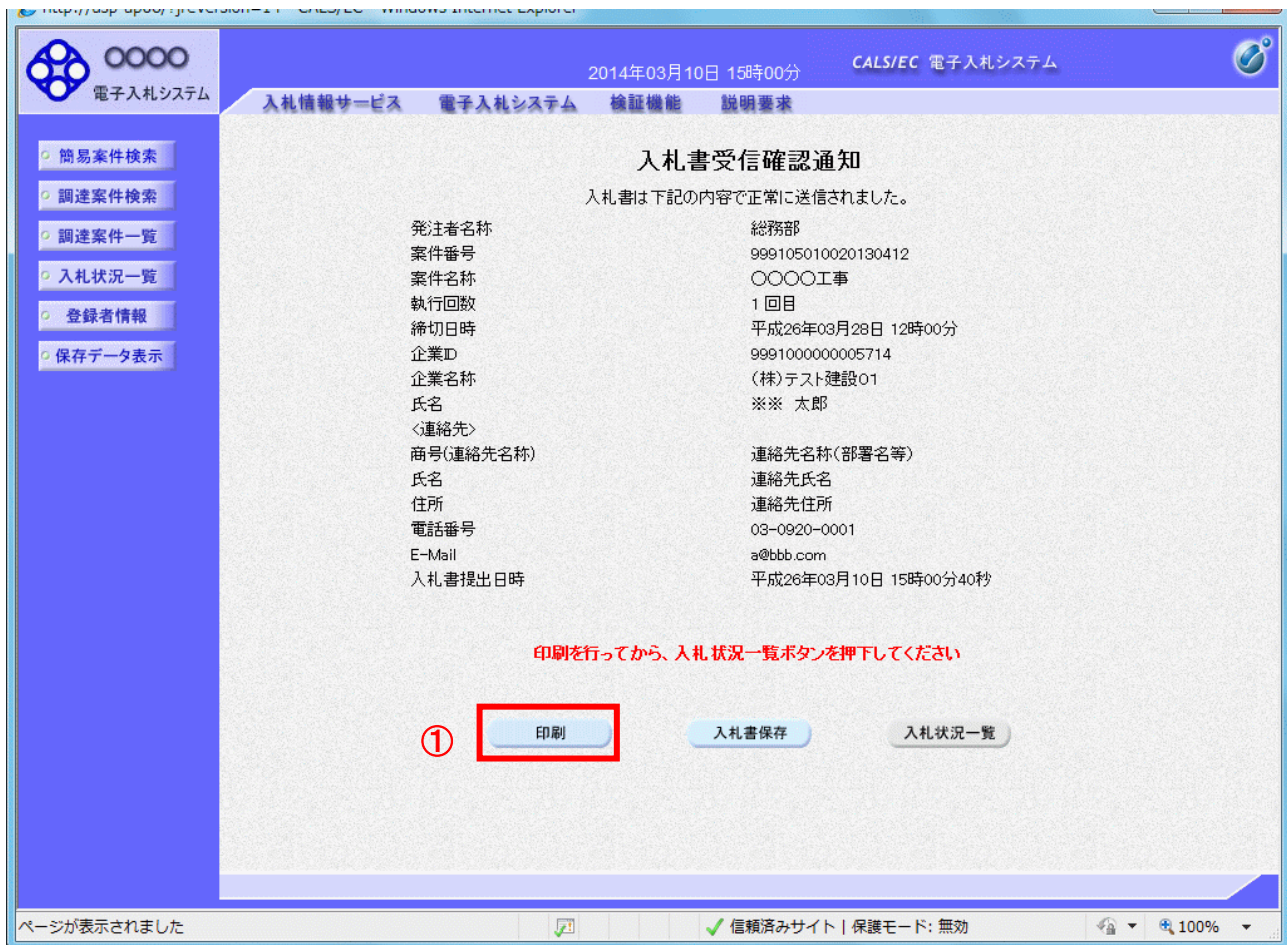 CALS/EC Windows Internet Explorer
OOOO
電子入札システム
2014年03月10日 15時00分
CALS/EC 電子入札システム
入札情報サービス 電子入札システム 検証機能 説明要求
簡易案件検索
調達案件検索
調達案件一覧
入札状況一覧
登録者情報
保存データ表示
入札書受信確認通知
入札書は下記の内容で正常に送信されました。
発注者名称 総務部
案件番号 999105010020130412
案件名称 〇〇〇〇工事
執行回数 1回目
締切日時 平成26年03月28日 12時00分
企業ID 9991000000005714
企業名称 (株)テスト建設01
氏名 ※※ 太郎
<連絡先>
商号(連絡先名称) 連絡先名称(部署名等)
氏名 連絡先氏名
住所 連絡先住所
電話番号 03-0920-0001
E-Mail a@bbb.com
入札書提出日時 平成26年03月10日 15時00分40秒
印刷を行ってから、入札状況一覧ボタンを押下してください
① 印刷 入札書保存 入札状況一覧
ページが表示されました 信頼済みサイト | 保護モード: 無効 100%